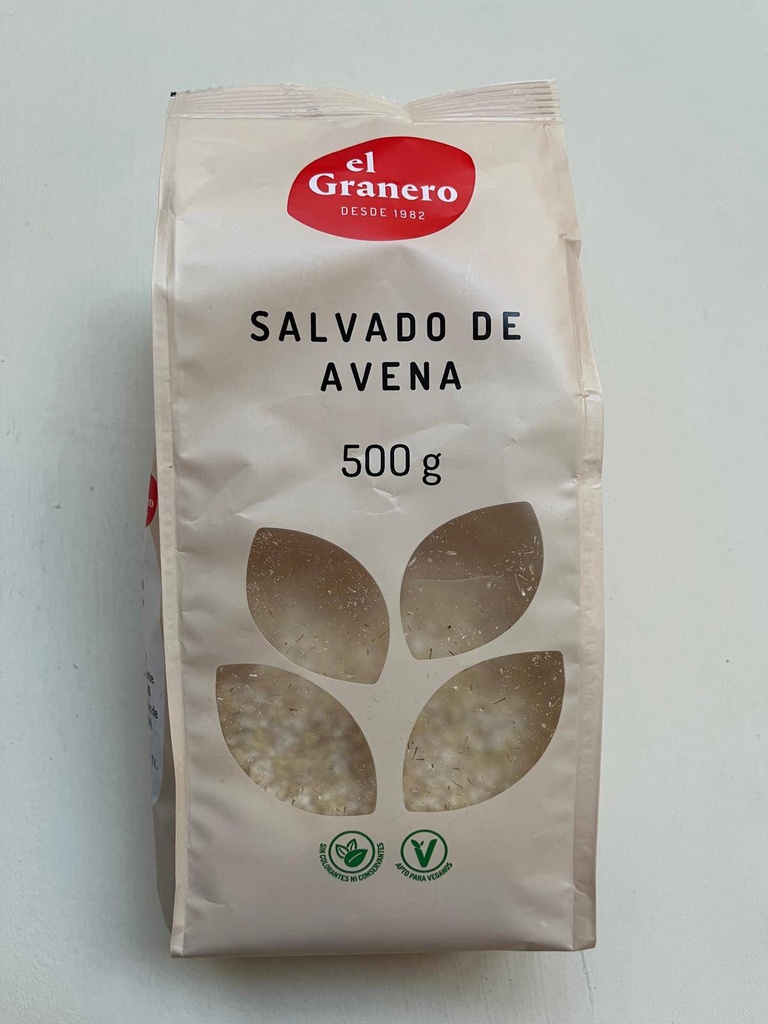 el
Granero
DESDE 1982
SALVADO DE
AVENA
500 g
SIN COLORANTES NI CONSERVANTES
APTO PARA VEGANOS